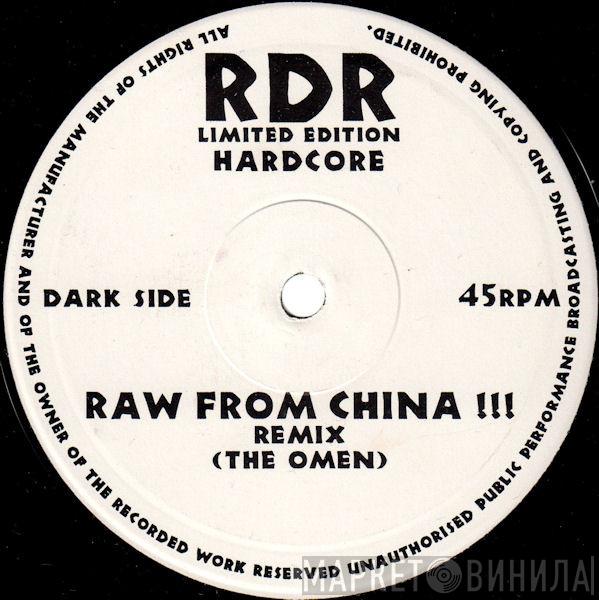 RDR
LIMITED EDITION
HARDCORE
DARK SIDE
45RPM
RAW FROM CHINA !!!
REMIX
(THE OMEN)
ALL RIGHTS OF THE MANUFACTURER AND OF THE OWNER OF THE RECORDED WORK RESERVED UNAUTHORISED PUBLIC PERFORMANCE BROADCASTING AND COPYING PROHIBITED.
МАРКЕТ ВИНИЛА